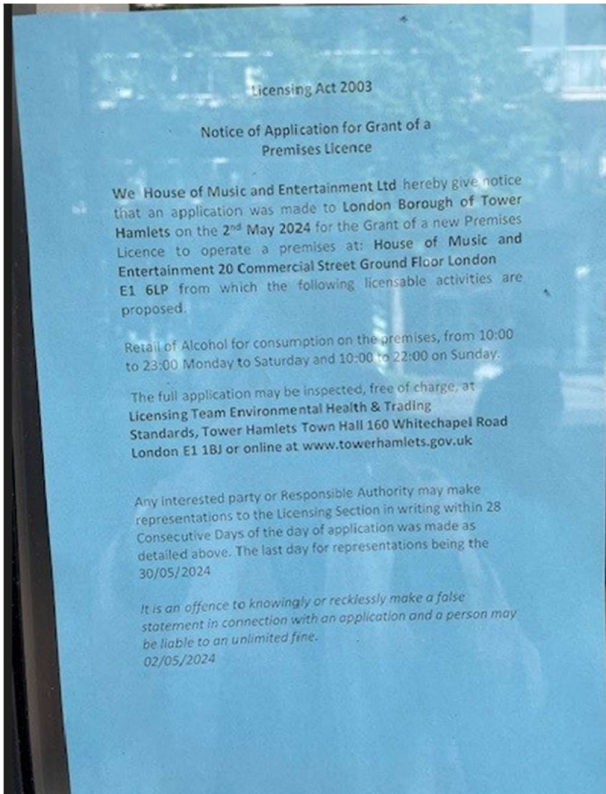 Licensing Act 2003
Notice of Application for Grant of a
Premises Licence
We House of Music and Entertainment Ltd hereby give notice
that an application was made to London Borough of Tower
Hamlets on the 2nd May 2024 for the Grant of a new Premises
Licence to operate a premises at: House of Music and
Entertainment 20 Commercial Street Ground Floor London
E1 6LP from which the following licensable activities are
proposed.
Retail of Alcohol for consumption on the premises, from 10:00
to 23:00 Monday to Saturday and 10:00 to 22:00 on Sunday.
The full application may be inspected, free of charge, at
Licensing Team Environmental Health & Trading
Standards, Tower Hamlets Town Hall 160 Whitechapel Road
London E1 1BJ or online at www.towerhamlets.gov.uk
Any interested party or Responsible Authority may make
representations to the Licensing Section in writing within 28
Consecutive Days of the day of application was made as
detailed above. The last day for representations being the
30/05/2024
It is an offence to knowingly or recklessly make a false
statement in connection with an application and a person may
be liable to an unlimited fine.
02/05/2024